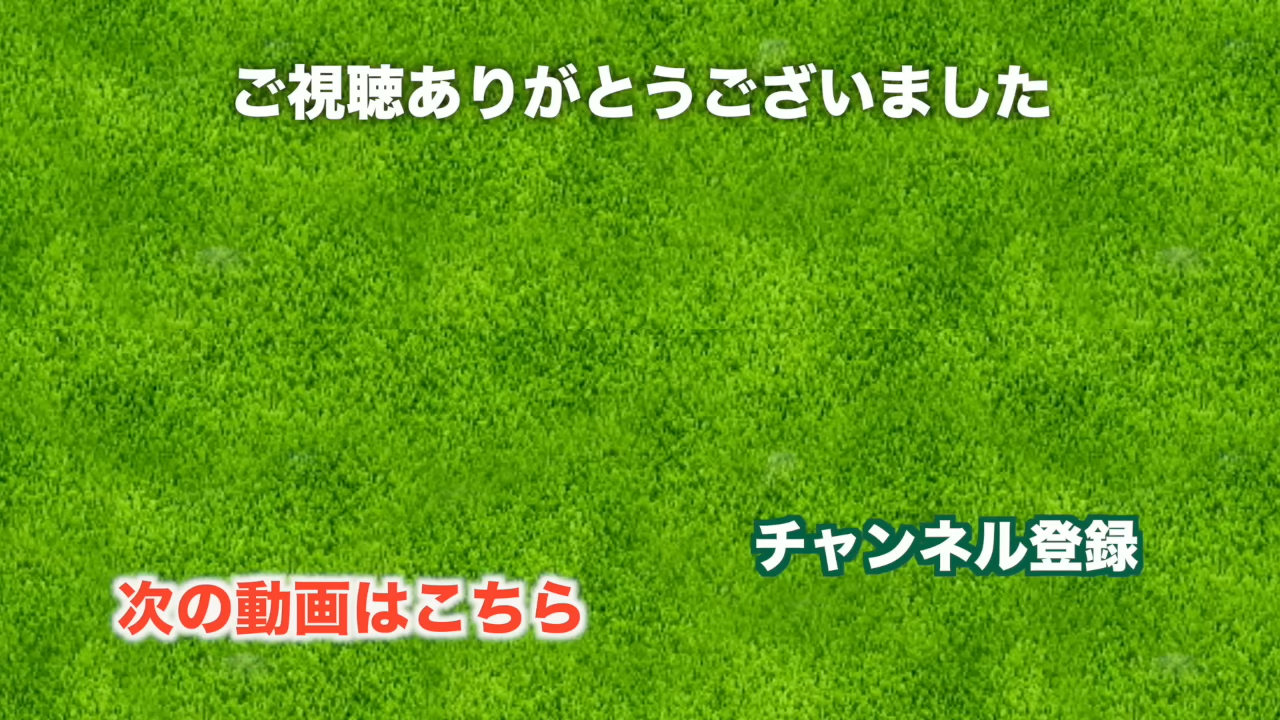 ご視聴ありがとうございました
チャンネル登録
次の動画はこちら